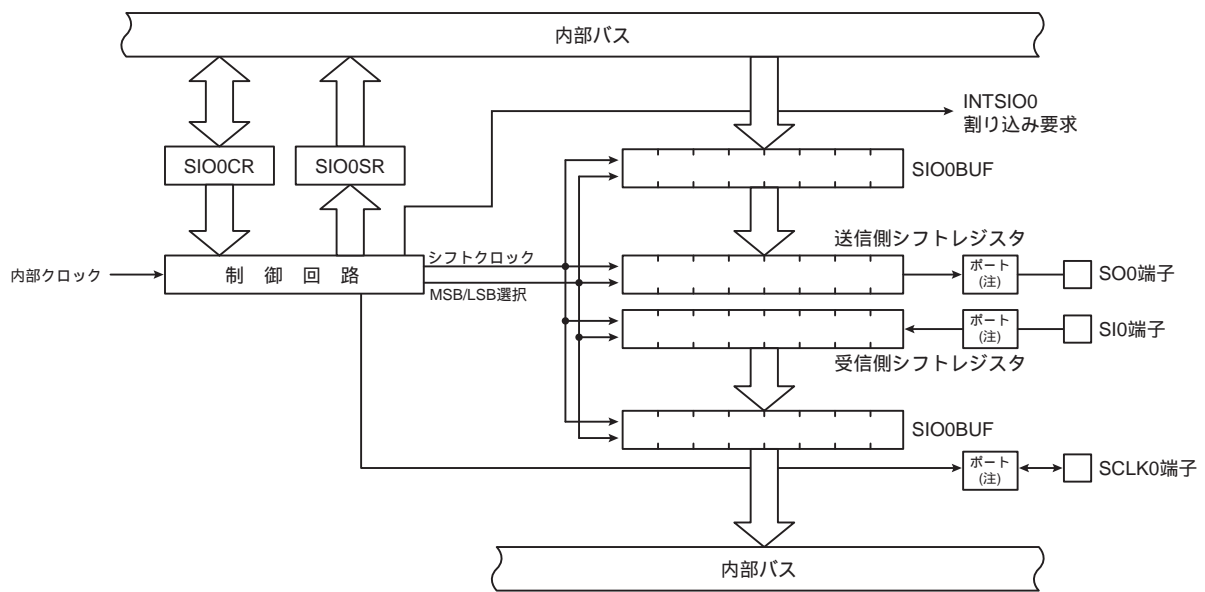 内部バス
INTSIO0
割り込み要求
SIO0CR
SIO0SR
SIO0BUF
送信側シフトレジスタ
シフトクロック
内部クロック
制 御 回 路
ポート
(注)
SO0端子
MSB/LSB選択
ポート
(注)
SI0端子
受信側シフトレジスタ
SIO0BUF
ポート
(注)
SCLK0端子
内部バス